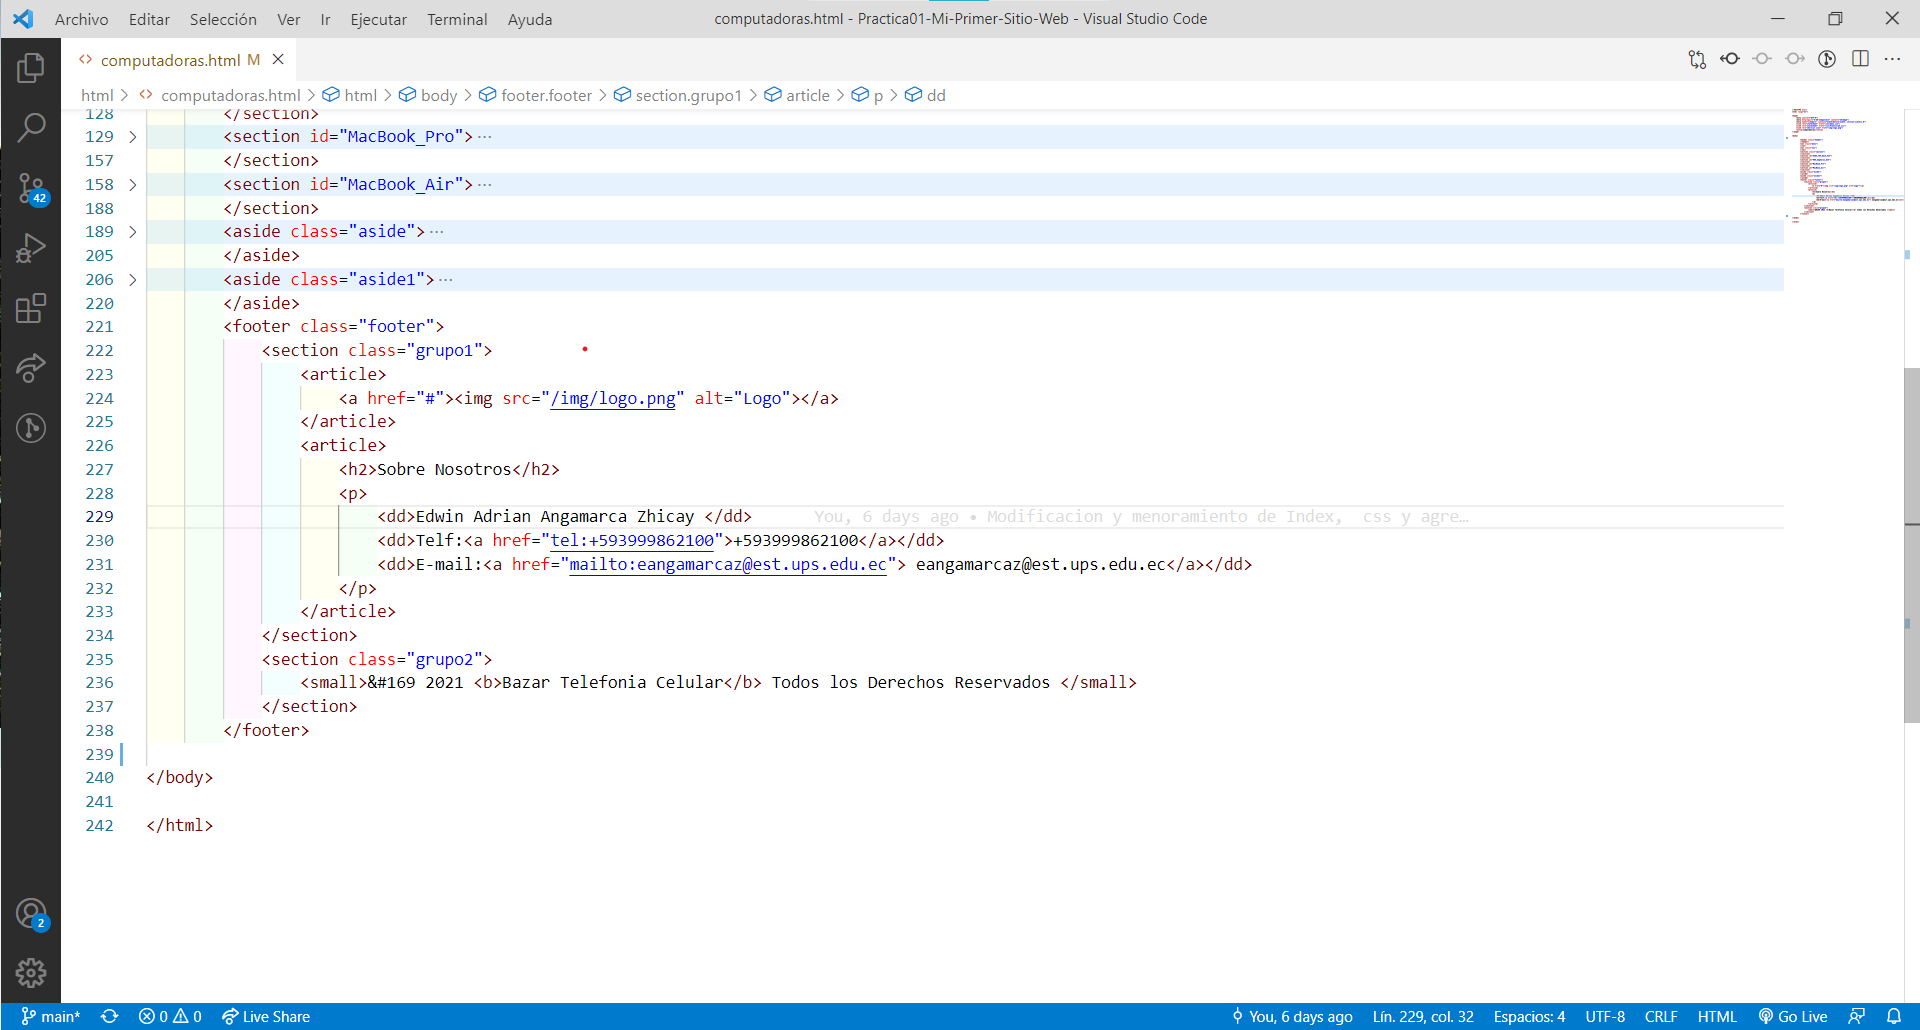 Archivo Editar Selección Ver Ir Ejecutar Terminal Ayuda computadoras.html - Practica01-Mi-Primer-Sitio-Web - Visual Studio Code
computadoras.html M
html > computadoras.html > html > body > footer.footer > section.grupo1 > article > p > dd
128 </section>
129 <section id="MacBook_Pro"> ···
157 </section>
158 <section id="MacBook_Air"> ···
188 </section>
189 <aside class="aside"> ···
205 </aside>
206 <aside class="aside1"> ···
220 </aside>
221 <footer class="footer">
222 <section class="grupo1">
223 <article>
224 <a href="#"><img src="/img/logo.png" alt="Logo"></a>
225 </article>
226 <article>
227 <h2>Sobre Nosotros</h2>
228 <p>
229 <dd>Edwin Adrian Angamarca Zhicay </dd> You, 6 days ago • Modificacion y menoramiento de Index, css y agre…
230 <dd>Telf:<a href="tel:+593999862100">+593999862100</a></dd>
231 <dd>E-mail:<a href="mailto:eangamarcaz@est.ups.edu.ec"> eangamarcaz@est.ups.edu.ec</a></dd>
232 </p>
233 </article>
234 </section>
235 <section class="grupo2">
236 <small>&#169 2021 <b>Bazar Telefonia Celular</b> Todos los Derechos Reservados </small>
237 </section>
238 </footer>
239
240 </body>
241
242 </html>
42
2
main* 0 0 Live Share You, 6 days ago Lín. 229, col. 32 Espacios: 4 UTF-8 CRLF HTML Go Live